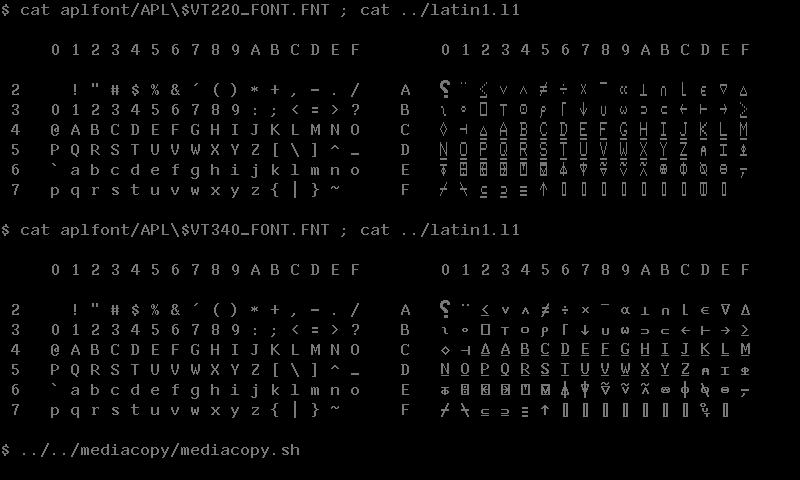 $ cat aplfont/APL\$VT220_FONT.FNT ; cat ../latin1.l1
0 1 2 3 4 5 6 7 8 9 A B C D E F 0 1 2 3 4 5 6 7 8 9 A B C D E F
2 ! " # $ % & ´ ( ) * + , - . / A ¨ ≤ ∨ ∧ ≠ ÷ × ¯ ⍺ ⊥ ∩ ⌊ ∊ ∇ ∆
3 0 1 2 3 4 5 6 7 8 9 : ; < = > ? B ⍳ ∘ ⎕ ⊤ ○ ⍴ ⌈ ↓ ∪ ⍵ ⊃ ⊂ ← → ≥
4 @ A B C D E F G H I J K L M N O C ⋄ ⊣ ⍙ A̲ B̲ C̲ D̲ E̲ F̲ G̲ H̲ I̲ J̲ K̲ L̲ M̲
5 P Q R S T U V W X Y Z [ \ ] ^ _ D N̲ O̲ P̲ Q̲ R̲ S̲ T̲ U̲ V̲ W̲ X̲ Y̲ Z̲ ⍝ ⌶
6 ` a b c d e f g h i j k l m n o E
7 p q r s t u v w x y z { | } ~ F ⌿ ⍀ ⊆ ⊇ ≡ ↑
$ cat aplfont/APL\$VT340_FONT.FNT ; cat ../latin1.l1
0 1 2 3 4 5 6 7 8 9 A B C D E F 0 1 2 3 4 5 6 7 8 9 A B C D E F
2 ! " # $ % & ´ ( ) * + , - . / A ¨ ≤ ∨ ∧ ≠ ÷ × ¯ ⍺ ⊥ ∩ ⌊ ∊ ∇ ∆
3 0 1 2 3 4 5 6 7 8 9 : ; < = > ? B ⍳ ∘ ⎕ ⊤ ○ ⍴ ⌈ ↓ ∪ ⍵ ⊃ ⊂ ← → ≥
4 @ A B C D E F G H I J K L M N O C ⋄ ⊣ ⍙ A̲ B̲ C̲ D̲ E̲ F̲ G̲ H̲ I̲ J̲ K̲ L̲ M̲
5 P Q R S T U V W X Y Z [ \ ] ^ _ D N̲ O̲ P̲ Q̲ R̲ S̲ T̲ U̲ V̲ W̲ X̲ Y̲ Z̲ ⍝ ⌶
6 ` a b c d e f g h i j k l m n o E
7 p q r s t u v w x y z { | } ~ F ⌿ ⍀ ⊆ ⊇ ≡ ↑
$ ../../mediacopy/mediacopy.sh